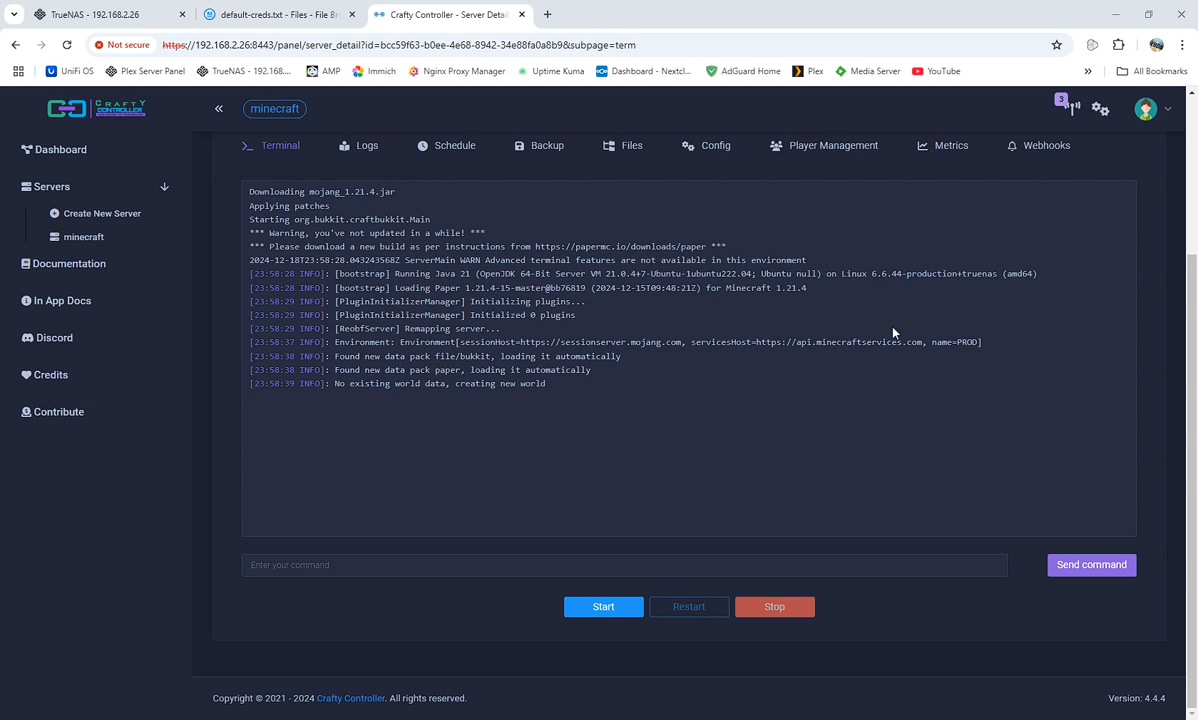 TrueNAS - 192.168.2.26
default-creds.txt - Files - File Br
Crafty Controller - Server Detai
Not secure
https://192.168.2.26:8443/panel/server_detail?id=bcc59f63-b0ee-4e68-8942-34e88fa0a8b9&subpage=term
UniFi OS
Plex Server Panel
TrueNAS - 192.168....
AMP
Immich
Nginx Proxy Manager
Uptime Kuma
Dashboard - Nextcl...
AdGuard Home
Plex
Media Server
YouTube
»
All Bookmarks
CRAFTY CONTROLLER
«
minecraft
3
Dashboard
Servers
Create New Server
minecraft
Documentation
In App Docs
Discord
Credits
Contribute
Terminal
Logs
Schedule
Backup
Files
Config
Player Management
Metrics
Webhooks
Downloading mojang_1.21.4.jar
Applying patches
Starting org.bukkit.craftbukkit.Main
*** Warning, you've not updated in a while! ***
*** Please download a new build as per instructions from https://papermc.io/downloads/paper ***
2024-12-18T23:58:28.043243568Z ServerMain WARN Advanced terminal features are not available in this environment
[23:58:28 INFO]: [bootstrap] Running Java 21 (OpenJDK 64-Bit Server VM 21.0.4+7-Ubuntu-1ubuntu222.04; Ubuntu null) on Linux 6.6.44-production+truenas (amd64)
[23:58:28 INFO]: [bootstrap] Loading Paper 1.21.4-15-master@bb76819 (2024-12-15T09:48:21Z) for Minecraft 1.21.4
[23:58:29 INFO]: [PluginInitializerManager] Initializing plugins...
[23:58:29 INFO]: [PluginInitializerManager] Initialized 0 plugins
[23:58:29 INFO]: [ReobfServer] Remapping server...
[23:58:37 INFO]: Environment: Environment[sessionHost=https://sessionserver.mojang.com, servicesHost=https://api.minecraftservices.com, name=PROD]
[23:58:38 INFO]: Found new data pack file/bukkit, loading it automatically
[23:58:38 INFO]: Found new data pack paper, loading it automatically
[23:58:39 INFO]: No existing world data, creating new world
Enter your command
Send command
Start
Restart
Stop
Copyright © 2021 - 2024 Crafty Controller. All rights reserved.
Version: 4.4.4